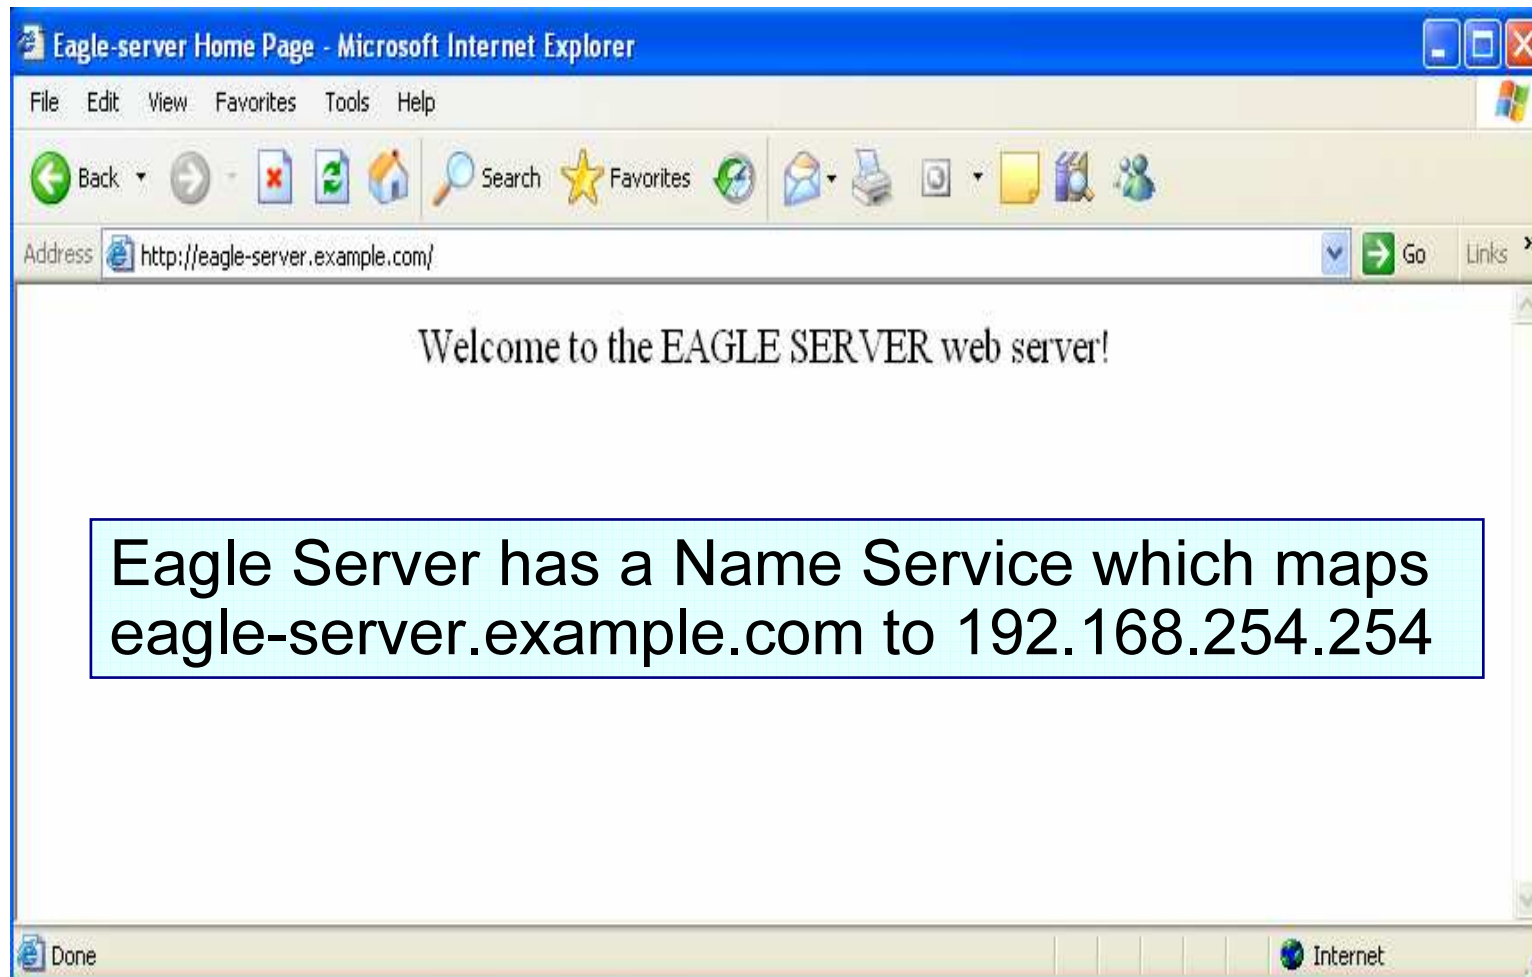 Eagle-server Home Page - Microsoft Internet Explorer
File Edit View Favorites Tools Help
Back Search Favorites
Address http://eagle-server.example.com/ Go Links »
Welcome to the EAGLE SERVER web server!
Eagle Server has a Name Service which maps
eagle-server.example.com to 192.168.254.254
Done Internet